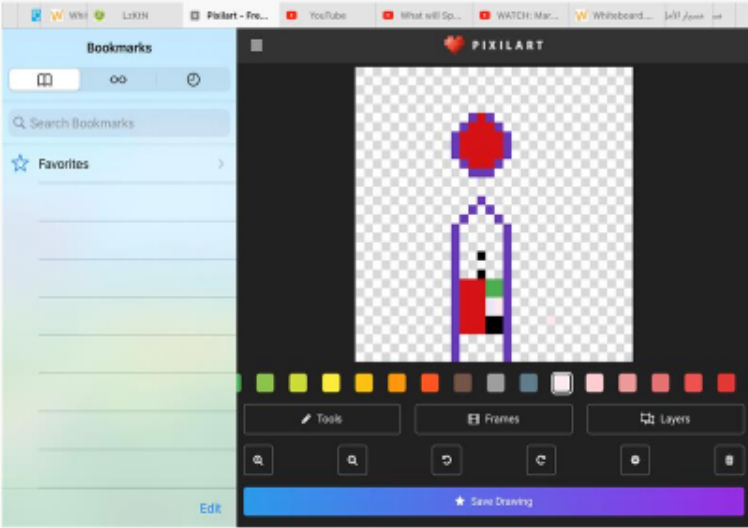 LzKIN
Pixilart - Fre...
YouTube
What will Sp...
WATCH: Mar...
Whiteboard....
Bookmarks
PIXILART
Search Bookmarks
Favorites
Tools
Frames
Layers
Edit
Save Drawing